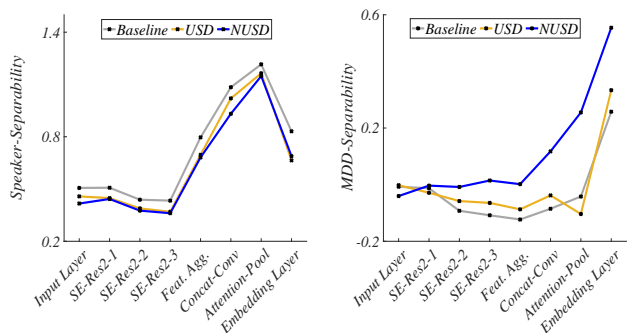 1.4
0.8
0.2
Speaker-Separability
Baseline USD NUSD
Input Layer
SE-Res2-1
SE-Res2-2
SE-Res2-3
Feat. Agg.
Concat-Conv
Attention-Pool
Embedding Layer
0.6
0.2
-0.2
MDD-Separability
Baseline USD NUSD
Input Layer
SE-Res2-1
SE-Res2-2
SE-Res2-3
Feat. Agg.
Concat-Conv
Attention-Pool
Embedding Layer